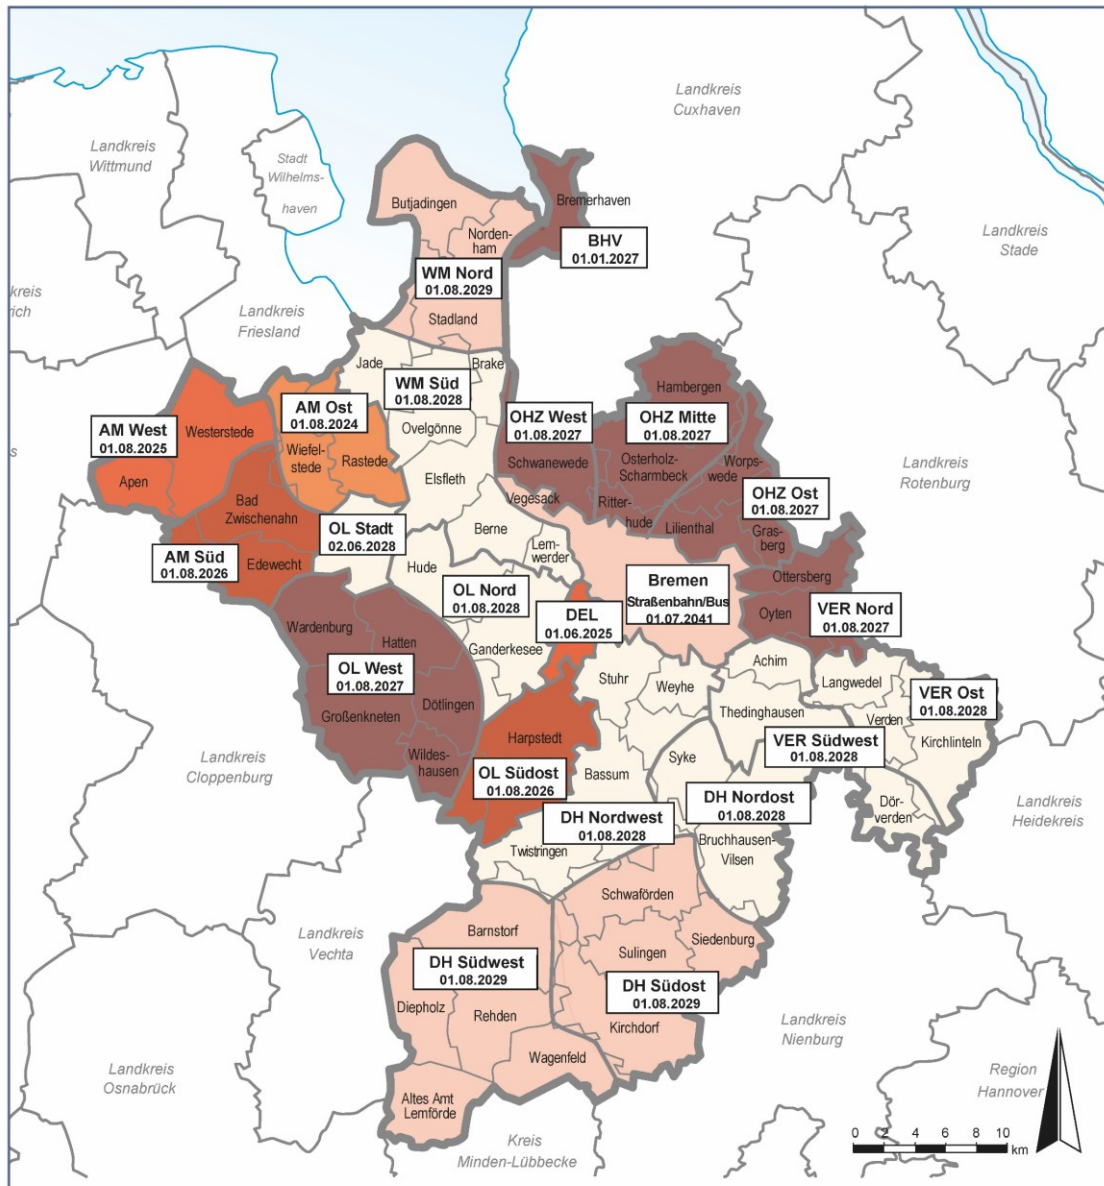 Landkreis
Cuxhaven
Landkreis
Wittmund
Stadt
Wilhelms-
haven
Landkreis
Stade
kreis
rich
Landkreis
Friesland
Butjadingen
Norden-
ham
WM Nord
01.08.2029
Stadland
Bremerhaven
BHV
01.01.2027
Jade
Brake
WM Süd
01.08.2028
Ovelgönne
Elsfleth
Berne
Lem-
werder
AM West
01.08.2025
Westerstede
Apen
AM Ost
01.08.2024
Wiefel-
stede
Rastede
Bad
Zwischenahn
AM Süd
01.08.2026
Edewecht
OL Stadt
02.06.2028
OHZ West
01.08.2027
Schwanewede
Vegesack
Hambergen
OHZ Mitte
01.08.2027
Osterholz-
Scharmbeck
Ritter-
hude
Worps-
wede
OHZ Ost
01.08.2027
Lilienthal
Gras-
berg
Landkreis
Rotenburg
Hude
OL Nord
01.08.2028
Ganderkesee
DEL
01.06.2025
Bremen
Straßenbahn/Bus
01.07.2041
Ottersberg
Oyten
VER Nord
01.08.2027
Wardenburg
Hatten
OL West
01.08.2027
Großenkneten
Dötlingen
Wildes-
hausen
Stuhr
Weyhe
Achim
Langwedel
VER Ost
01.08.2028
Thedinghausen
Verden
Kirchlinteln
VER Südwest
01.08.2028
Dör-
verden
Harpstedt
OL Südost
01.08.2026
Bassum
Syke
DH Nordost
01.08.2028
DH Nordwest
01.08.2028
Twistringen
Bruchhausen-
Vilsen
Landkreis
Cloppenburg
Landkreis
Heidekreis
Landkreis
Vechta
Barnstorf
DH Südwest
01.08.2029
Diepholz
Rehden
Wagenfeld
Altes Amt
Lemförde
Schwaförden
Siedenburg
Sulingen
DH Südost
01.08.2029
Kirchdorf
Landkreis
Nienburg
Landkreis
Osnabrück
Kreis
Minden-Lübbecke
Region
Hannover
0 2 4 6 8 10
km